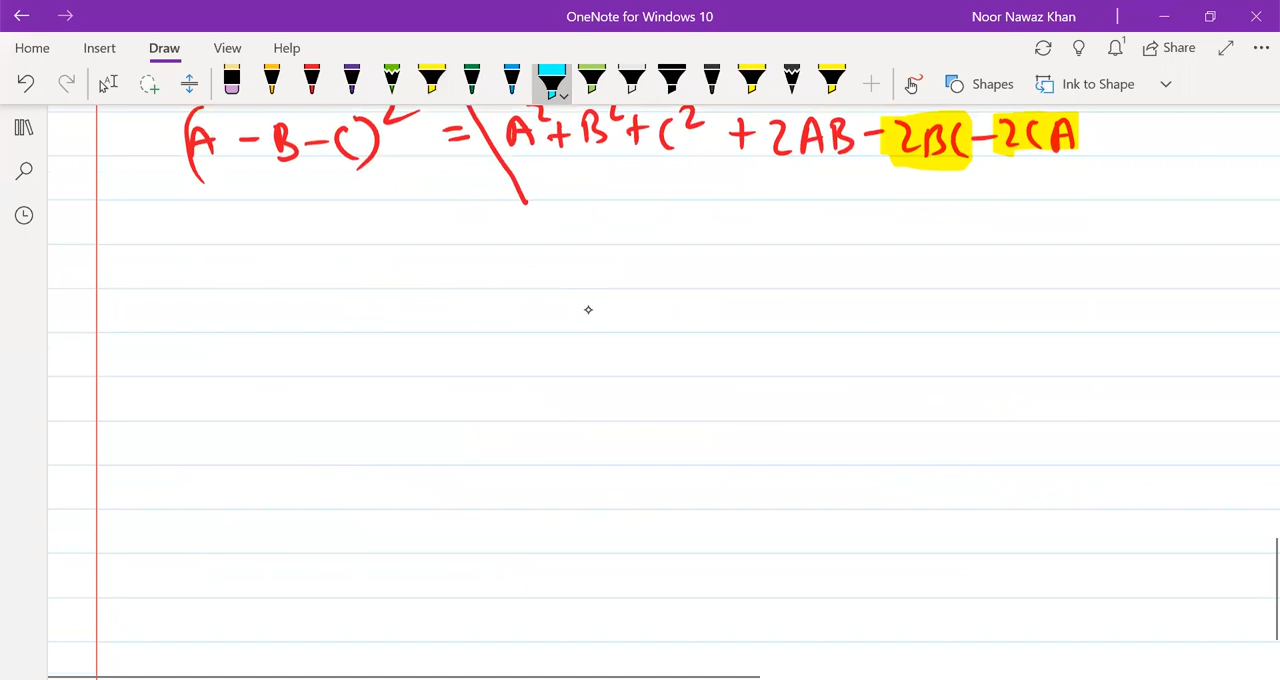 OneNote for Windows 10
Noor Nawaz Khan
Home Insert Draw View Help
1 Share
Shapes Ink to Shape
(A - B - C)² = A² + B² + C² + 2AB - 2BC - 2CA